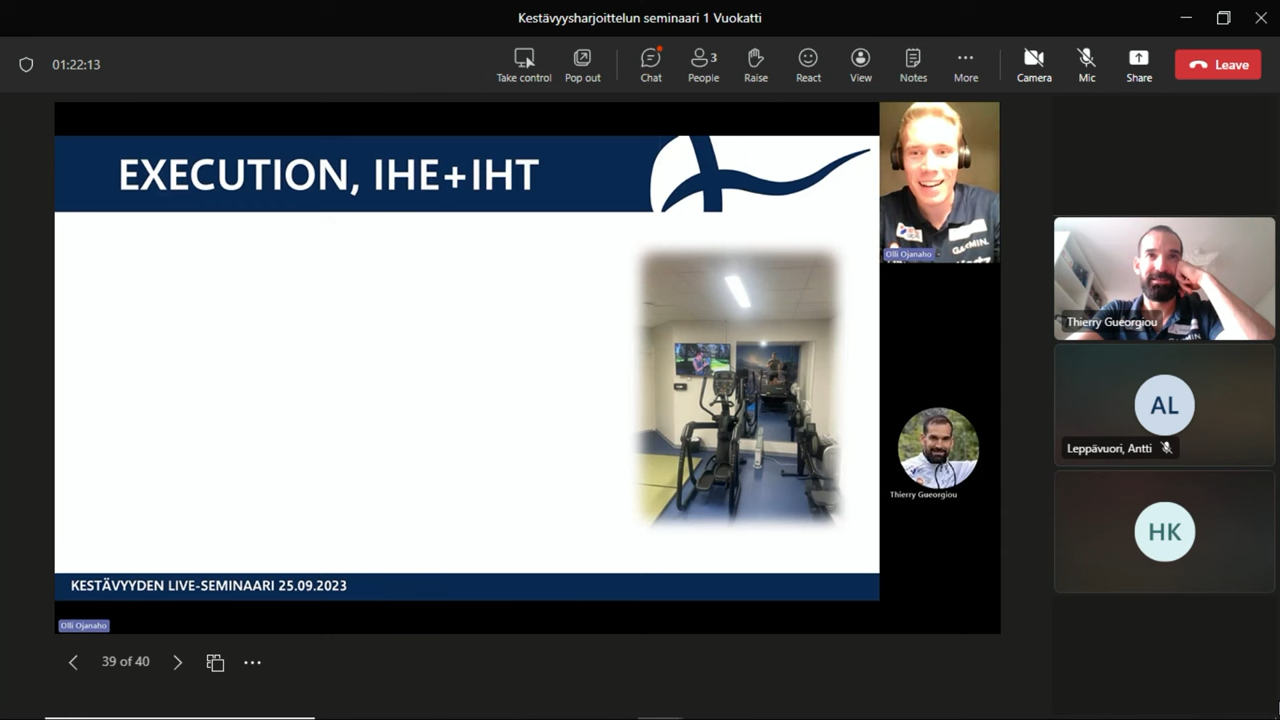 Kestävyysharjoittelun seminaari 1 Vuokatti
01:22:13
Take control
Pop out
Chat
3
People
Raise
React
View
Notes
More
Camera
Mic
Share
Leave
EXECUTION, IHE+IHT
GARMIN.
Olli Ojanaho
Thierry Gueorgiou
Thierry Gueorgiou
AL
Leppävuori, Antti
HK
KESTÄVYYDEN LIVE-SEMINAARI 25.09.2023
Olli Ojanaho
39 of 40